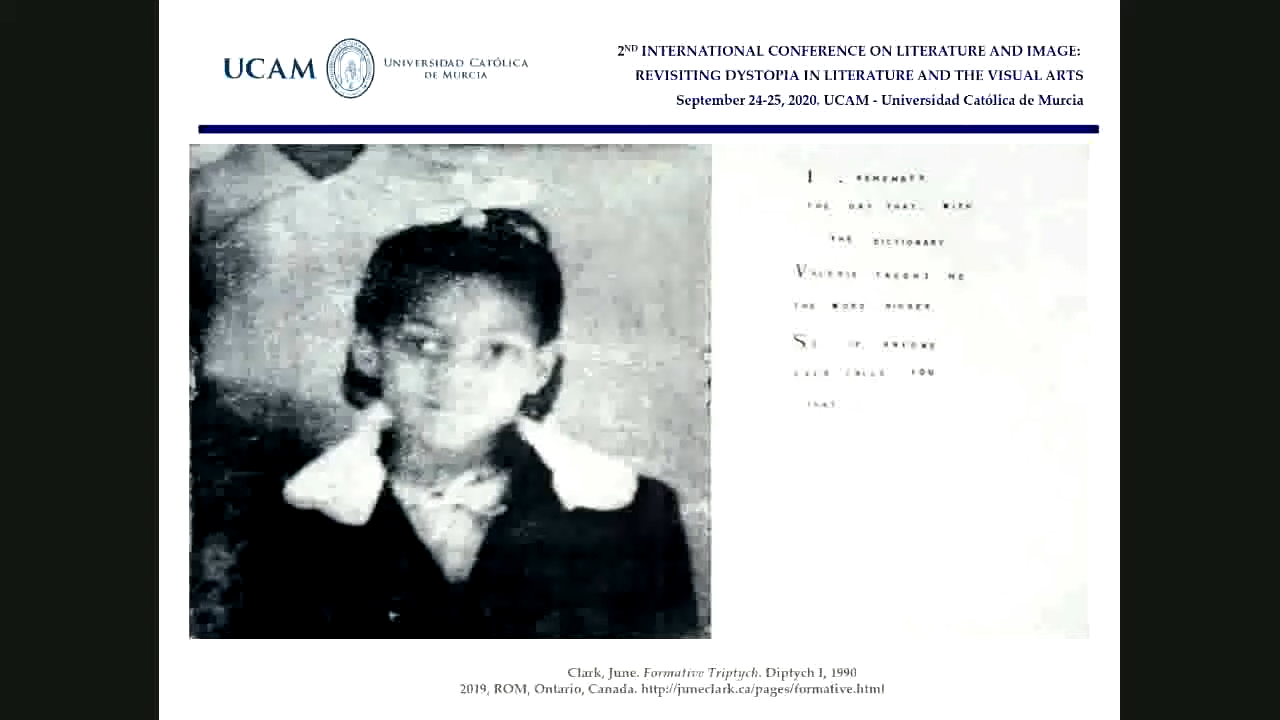 UCAM
UNIVERSIDAD CATÓLICA
DE MURCIA
2ND INTERNATIONAL CONFERENCE ON LITERATURE AND IMAGE:
REVISITING DYSTOPIA IN LITERATURE AND THE VISUAL ARTS
September 24-25, 2020. UCAM - Universidad Católica de Murcia
I REMEMBER
THE DAY THAT, WITH
THE DICTIONARY
VALERIE TAUGHT ME
THE WORD
SO IF ANYONE
EVER CALLS YOU
THAT
Clark, June. Formative Triptych. Diptych I, 1990
2019, ROM, Ontario, Canada. http://juneclark.ca/pages/formative.html